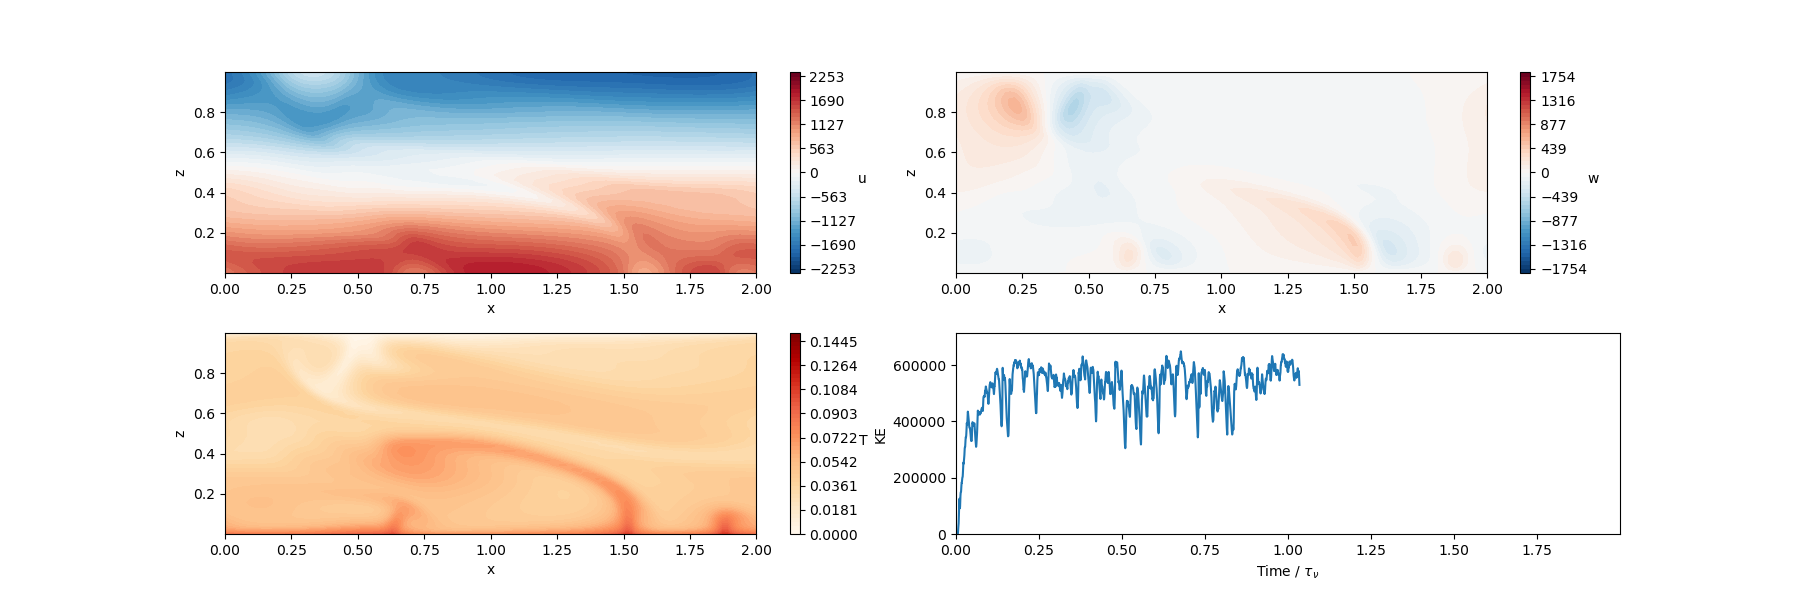 0.8
0.6
0.4
0.2
z
0.00 0.25 0.50 0.75 1.00 1.25 1.50 1.75 2.00
x
2253
1690
1127
563
0
−563
−1127
−1690
−2253
u
0.8
0.6
0.4
0.2
z
0.00 0.25 0.50 0.75 1.00 1.25 1.50 1.75 2.00
x
1754
1316
877
439
0
−439
−877
−1316
−1754
w
0.8
0.6
0.4
0.2
z
0.00 0.25 0.50 0.75 1.00 1.25 1.50 1.75 2.00
x
0.1445
0.1264
0.1084
0.0903
0.0722
0.0542
0.0361
0.0181
0.0000
T
600000
400000
200000
0
KE
0.00 0.25 0.50 0.75 1.00 1.25 1.50 1.75
Time / τν